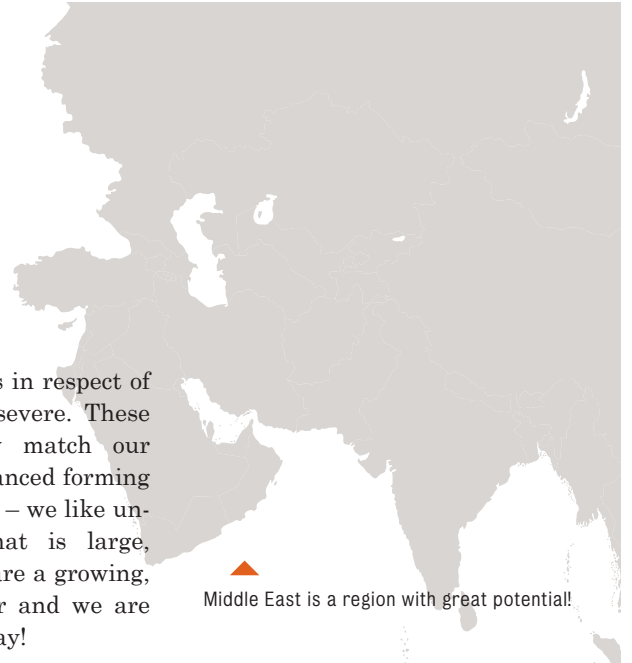 s in respect of
severe. These
match our
anced forming
– we like un-
hat is large,
are a growing,
r and we are
ay!
Middle East is a region with great potential!